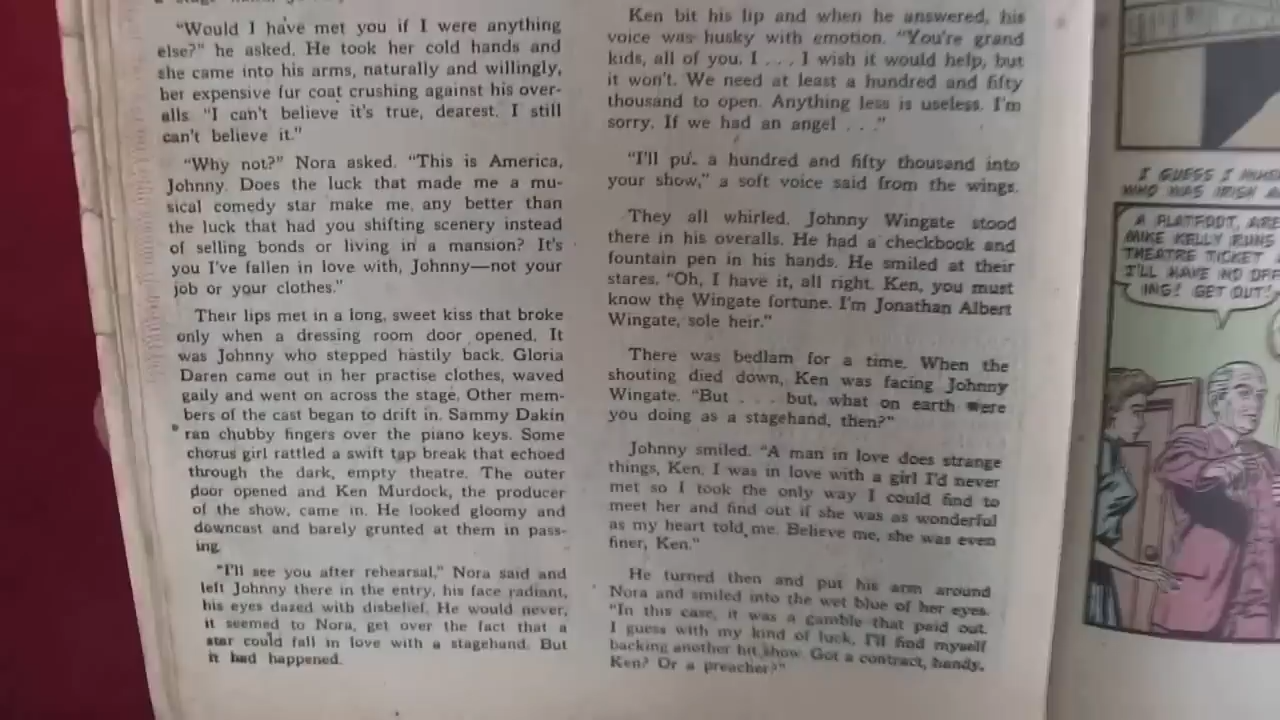 "Would I have met you if I were anything
else?" he asked. He took her cold hands and
she came into his arms, naturally and willingly,
her expensive fur coat crushing against his over-
alls. "I can't believe it's true, dearest. I still
can't believe it."
"Why not?" Nora asked. "This is America,
Johnny. Does the luck that made me a mu-
sical comedy star make me any better than
the luck that had you shifting scenery instead
of selling bonds or living in a mansion? It's
you I've fallen in love with, Johnny—not your
job or your clothes."
Their lips met in a long, sweet kiss that broke
only when a dressing room door opened. It
was Johnny who stepped hastily back. Gloria
Daren came out in her practise clothes, waved
gaily and went on across the stage. Other mem-
bers of the cast began to drift in. Sammy Dakin
ran chubby fingers over the piano keys. Some
chorus girl rattled a swift tap break that echoed
through the dark, empty theatre. The outer
door opened and Ken Murdock, the producer
of the show, came in. He looked gloomy and
downcast and barely grunted at them in pass-
ing.
"I'll see you after rehearsal," Nora said and
left Johnny there in the entry, his face radiant,
his eyes dazed with disbelief. He would never,
it seemed to Nora, get over the fact that a
star could fall in love with a stagehand. But
it had happened.
Ken bit his lip and when he answered, his
voice was husky with emotion. "You're grand
kids, all of you. I . . . I wish it would help, but
it won't. We need at least a hundred and fifty
thousand to open. Anything less is useless. I'm
sorry. If we had an angel . . ."
"I'll put a hundred and fifty thousand into
your show," a soft voice said from the wings.
They all whirled. Johnny Wingate stood
there in his overalls. He had a checkbook and
fountain pen in his hands. He smiled at their
stares. "Oh, I have it, all right. Ken, you must
know the Wingate fortune. I'm Jonathan Albert
Wingate, sole heir."
There was bedlam for a time. When the
shouting died down, Ken was facing Johnny
Wingate. "But . . . but, what on earth were
you doing as a stagehand, then?"
Johnny smiled. "A man in love does strange
things, Ken. I was in love with a girl I'd never
met so I took the only way I could find to
meet her and find out if she was as wonderful
as my heart told me. Believe me, she was even
finer, Ken."
He turned then and put his arm around
Nora and smiled into the wet blue of her eyes.
"In this case, it was a gamble that paid out.
I guess with my kind of luck, I'll find myself
backing another hit show. Got a contract, handy,
Ken? Or a preacher?"
I GUESS I
WHO WAS IRISH
A FLATFOOT, ARE
MIKE KELLY RUNS
THEATRE TICKET
I'LL HAVE NO OFF
ING! GET OUT!